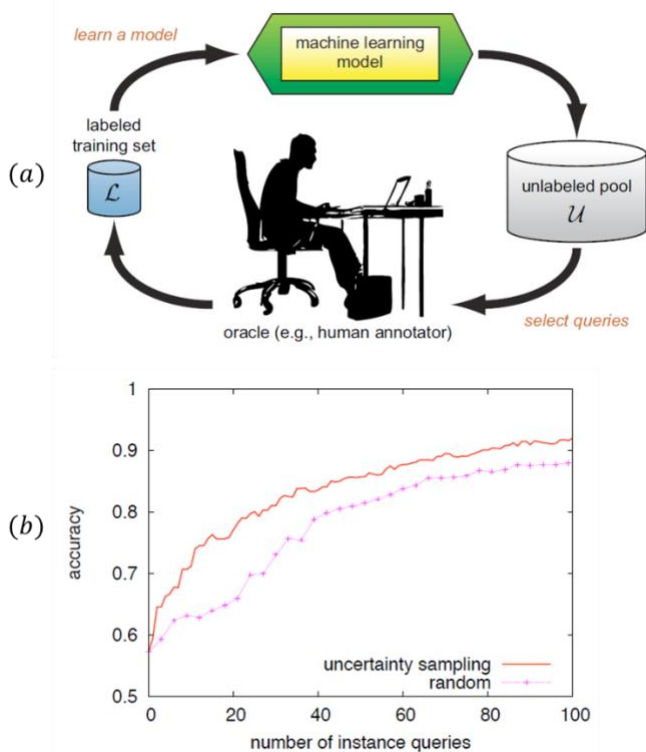 learn a model
machine learning
model
labeled
training set
ℒ
(a)
unlabeled pool
𝒰
oracle (e.g., human annotator)
select queries
(b)
1
0.9
0.8
0.7
0.6
0.5
accuracy
uncertainty sampling
random
0 20 40 60 80 100
number of instance queries